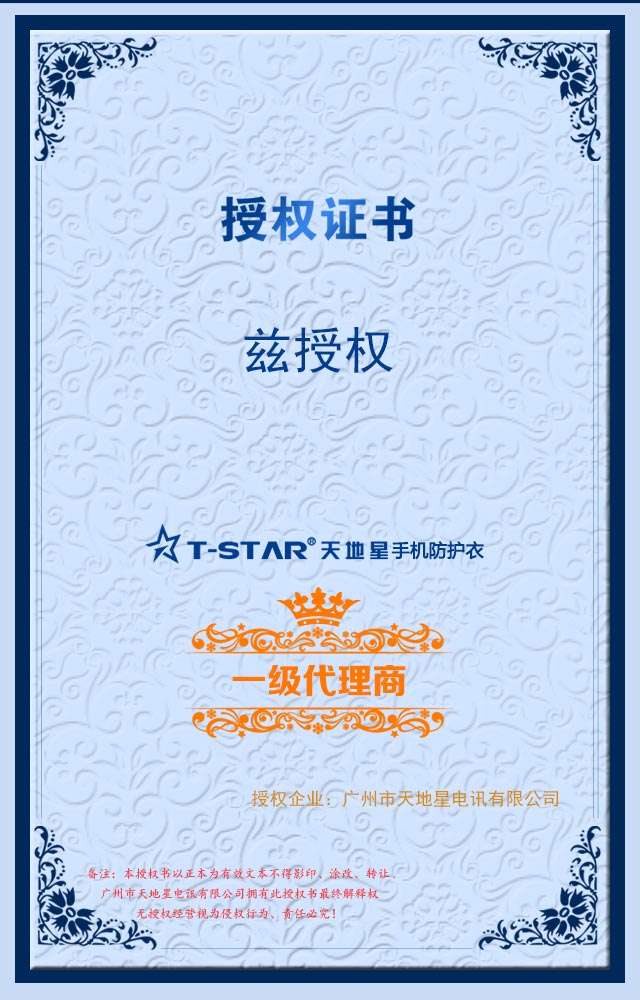 授权证书
兹授权
T-STAR® 天地星手机防护衣
一级代理商
授权企业：广州市天地星电讯有限公司
备注：本授权书以正本为有效文本不得影印、涂改、转让．
广州市天地星电讯有限公司拥有此授权书最终解释权
无授权经营视为侵权行为、责任必究！